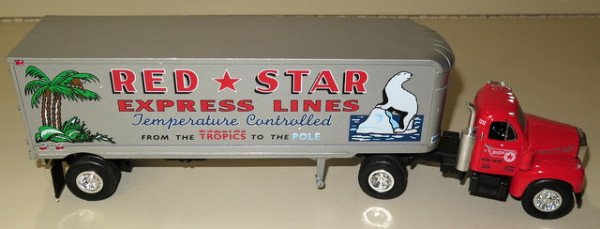 RED ★ STAR
EXPRESS LINES
Temperature Controlled
FROM THE TROPICS TO THE POLE